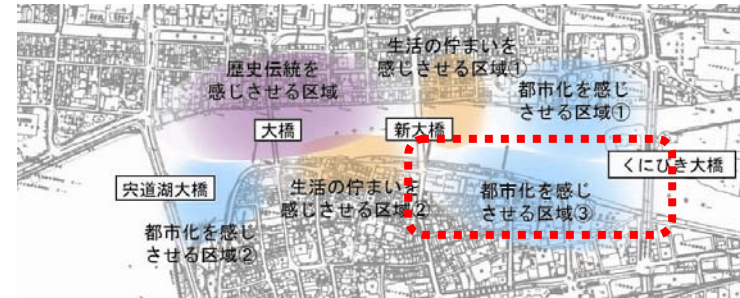 生活の佇まいを
感じさせる区域①
歴史伝統を
感じさせる区域
都市化を感じ
させる区域①
大橋
新大橋
くにびき大橋
宍道湖大橋
生活の佇まいを
感じさせる区域②
都市化を感じ
させる区域③
都市化を感じ
させる区域②